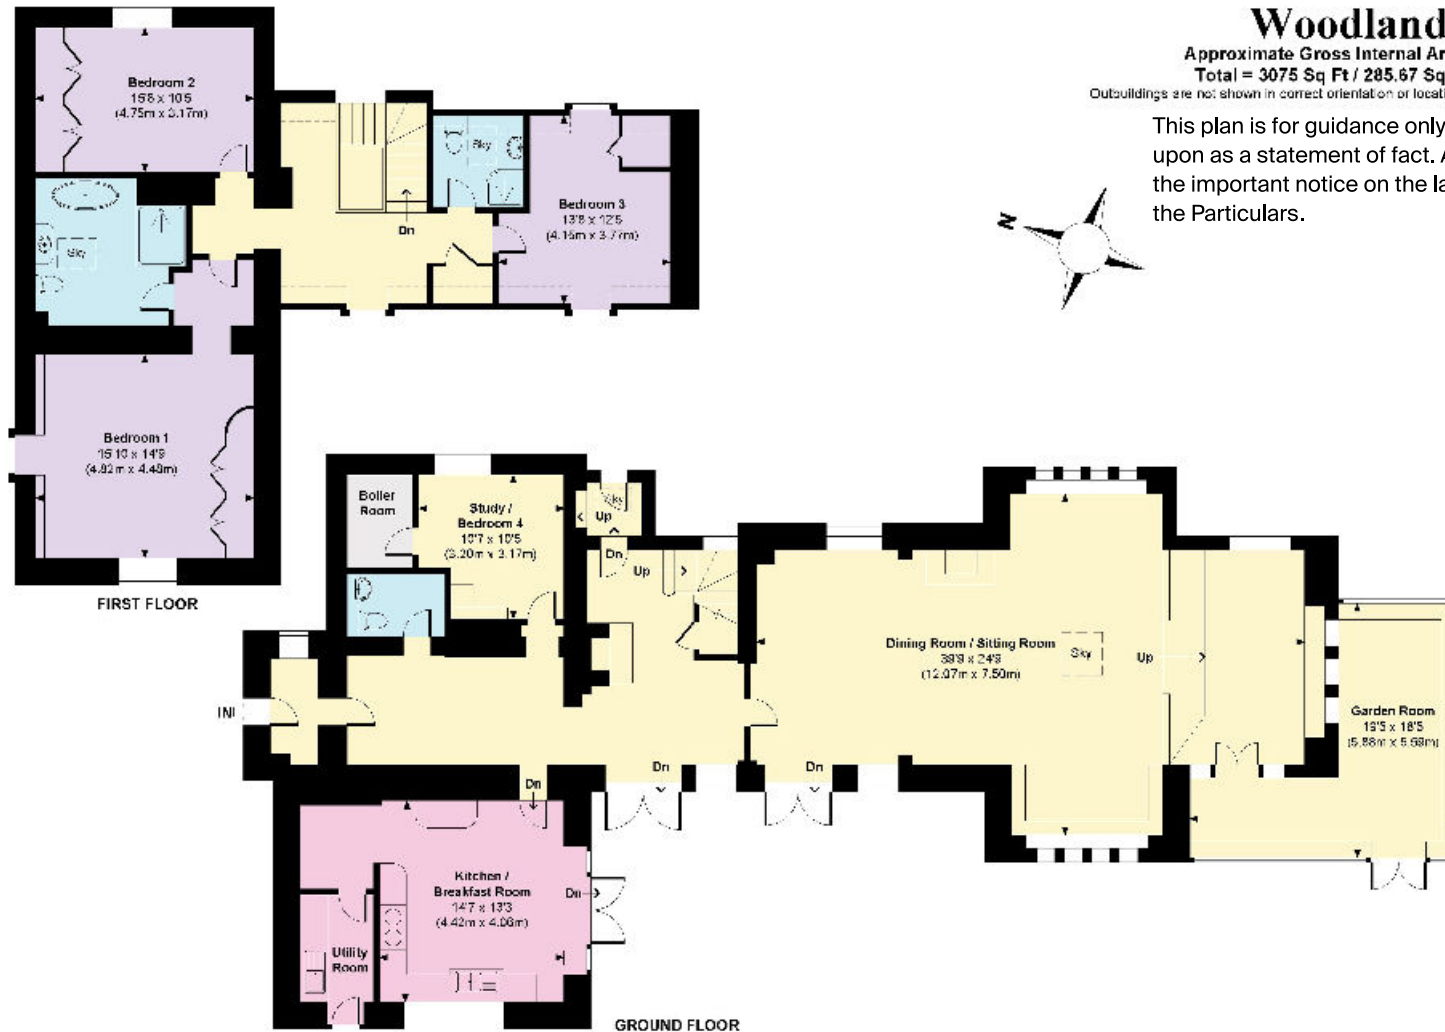 Woodland
Approximate Gross Internal Ar
Total = 3075 Sq Ft / 285.67 Sq
Outbuildings are not shown in correct orientation or locati
This plan is for guidance only
upon as a statement of fact. A
the important notice on the la
the Particulars.
N
Bedroom 2
15'8 x 10'5
(4.75m x 3.17m)
Sky
Sky
Dn
Bedroom 3
13'8 x 12'5
(4.15m x 3.77m)
Bedroom 1
15'10 x 14'9
(4.82m x 4.48m)
FIRST FLOOR
Boiler
Room
Study /
Bedroom 4
10'7 x 10'5
(3.20m x 3.17m)
Sky
Up
Dn
Up
Dining Room / Sitting Room
39'9 x 24'9
(12.07m x 7.50m)
Sky
Up
IN
Garden Room
19'5 x 18'5
(5.88m x 5.59m)
Dn
Dn
Dn
Kitchen /
Breakfast Room
14'7 x 13'3
(4.42m x 4.06m)
Dn
Utility
Room
GROUND FLOOR